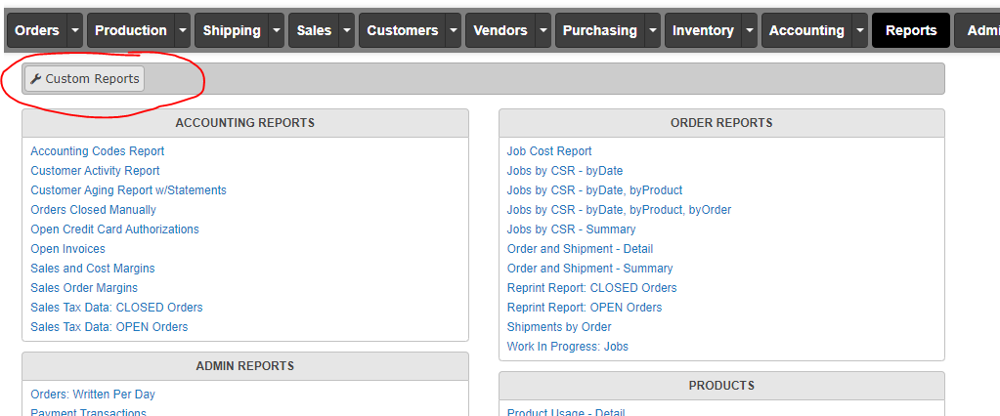 Orders Production Shipping Sales Customers Vendors Purchasing Inventory Accounting Reports Admi
Custom Reports
ACCOUNTING REPORTS
Accounting Codes Report
Customer Activity Report
Customer Aging Report w/Statements
Orders Closed Manually
Open Credit Card Authorizations
Open Invoices
Sales and Cost Margins
Sales Order Margins
Sales Tax Data: CLOSED Orders
Sales Tax Data: OPEN Orders
ADMIN REPORTS
Orders: Written Per Day
Payment Transactions
ORDER REPORTS
Job Cost Report
Jobs by CSR - byDate
Jobs by CSR - byDate, byProduct
Jobs by CSR - byDate, byProduct, byOrder
Jobs by CSR - Summary
Order and Shipment - Detail
Order and Shipment - Summary
Reprint Report: CLOSED Orders
Reprint Report: OPEN Orders
Shipments by Order
Work In Progress: Jobs
PRODUCTS
Product Usage - Detail